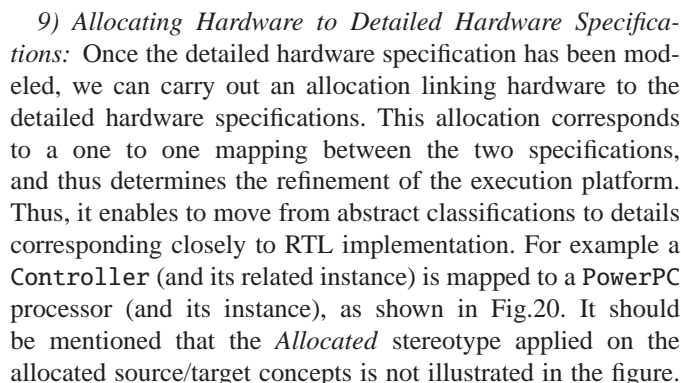 9) Allocating Hardware to Detailed Hardware Specifica-
tions: Once the detailed hardware specification has been mod-
eled, we can carry out an allocation linking hardware to the
detailed hardware specifications. This allocation corresponds
to a one to one mapping between the two specifications,
and thus determines the refinement of the execution platform.
Thus, it enables to move from abstract classifications to details
corresponding closely to RTL implementation. For example a
Controller (and its related instance) is mapped to a PowerPC
processor (and its instance), as shown in Fig.20. It should
be mentioned that the Allocated stereotype applied on the
allocated source/target concepts is not illustrated in the figure.